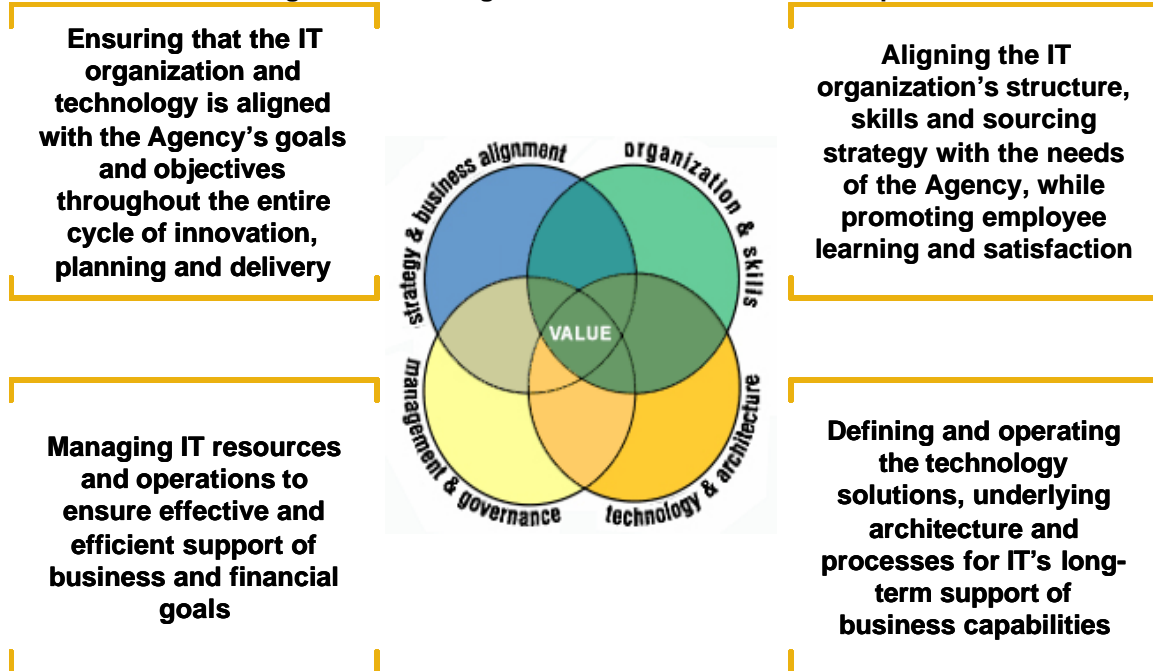 Ensuring that the IT
organization and
technology is aligned
with the Agency's goals
and objectives
throughout the entire
cycle of innovation,
planning and delivery
Aligning the IT
organization's structure,
skills and sourcing
strategy with the needs
of the Agency, while
promoting employee
learning and satisfaction
strategy & business alignment
organization & skills
VALUE
management & governance
technology & architecture
Managing IT resources
and operations to
ensure effective and
efficient support of
business and financial
goals
Defining and operating
the technology
solutions, underlying
architecture and
processes for IT's long-
term support of
business capabilities